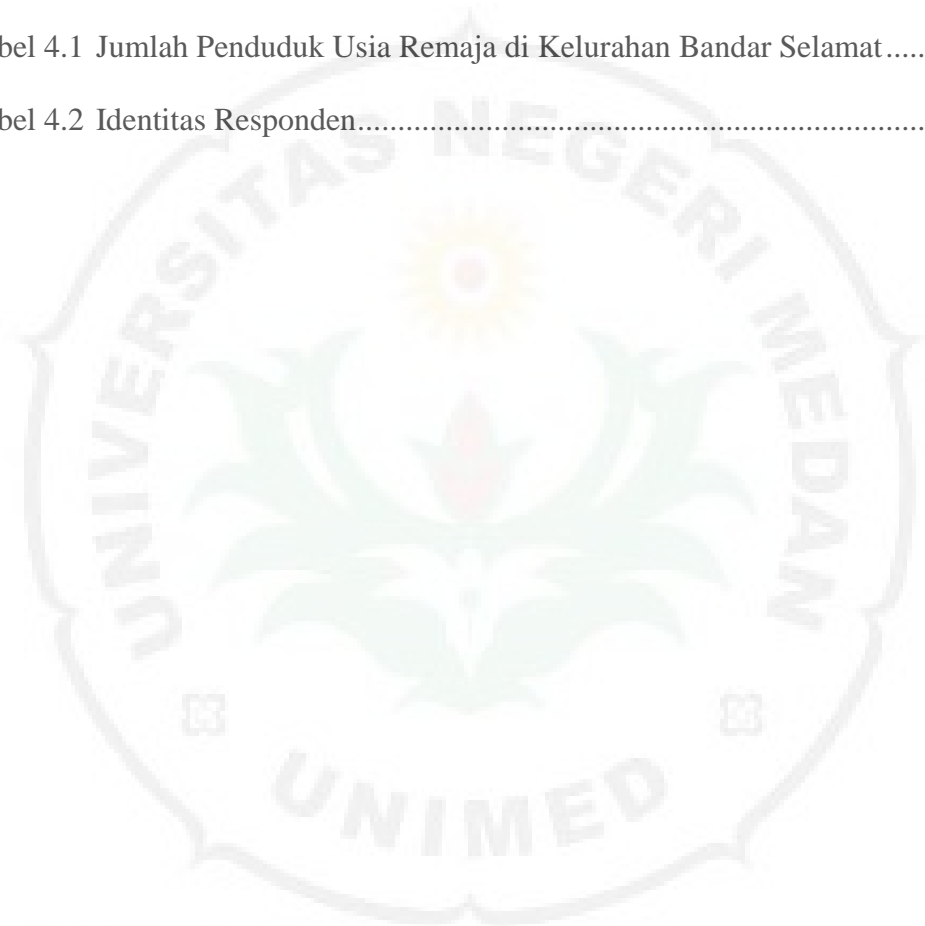 bel 4.1 Jumlah Penduduk Usia Remaja di Kelurahan Bandar Selamat.....
bel 4.2 Identitas Responden......................................................................
UNIVERSITAS NEGERI MEDAN
UNIMED